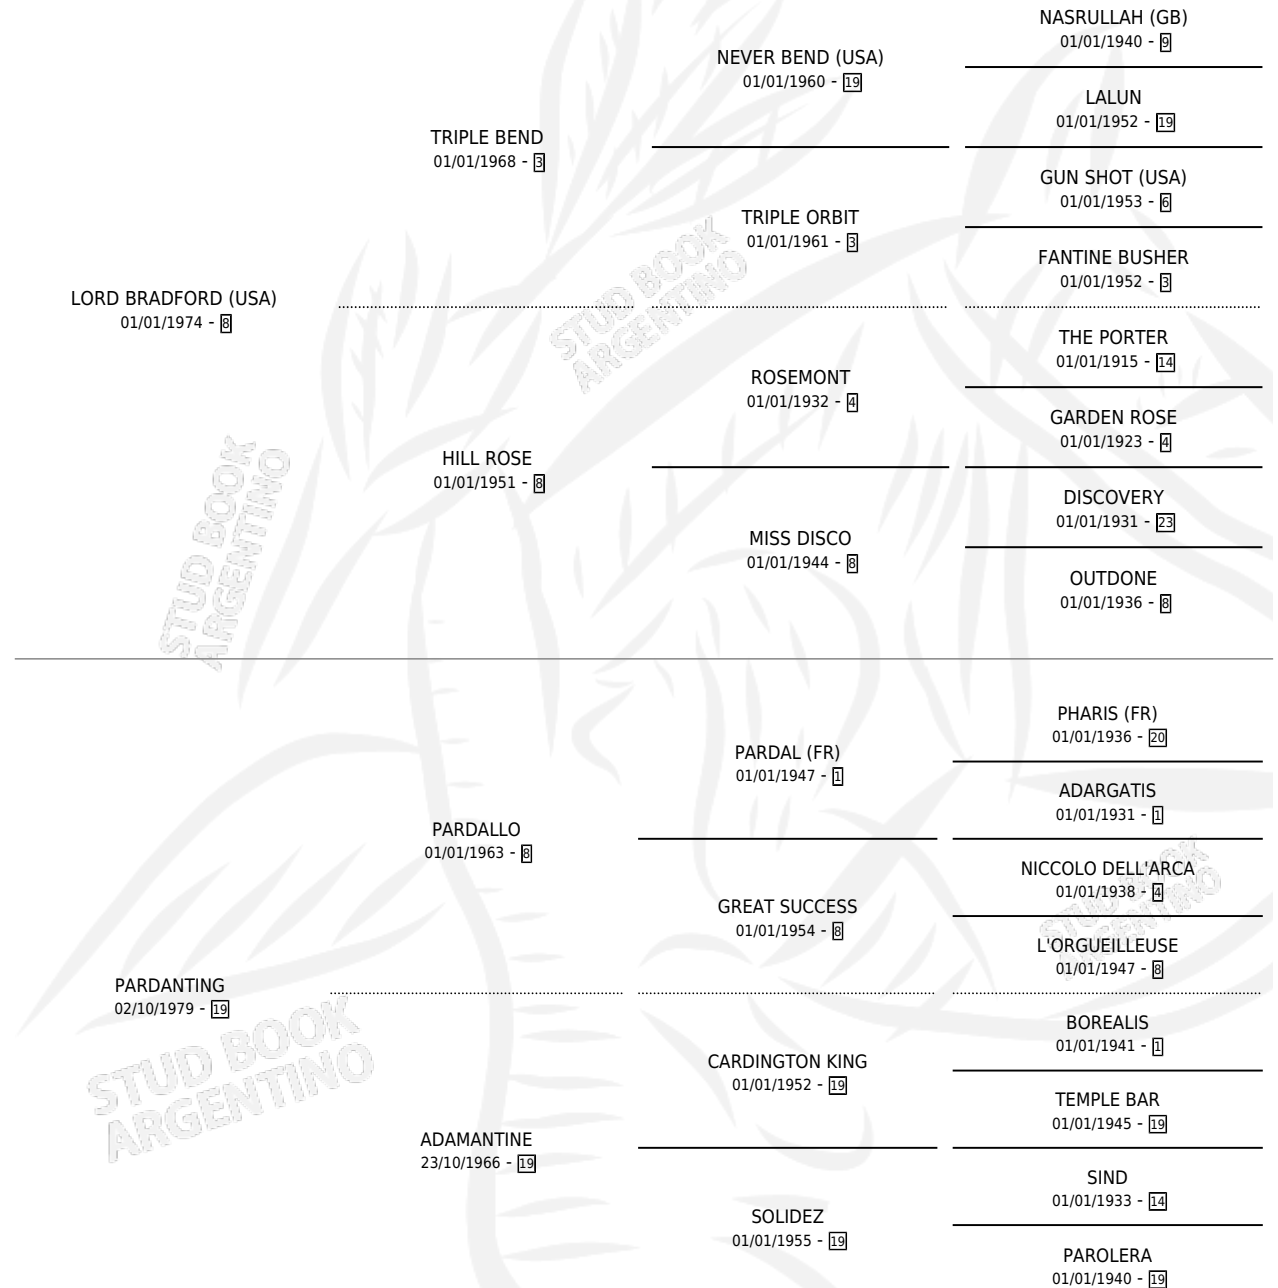 NASRULLAH (GB)
01/01/1940 - 9
NEVER BEND (USA)
01/01/1960 - 19
LALUN
01/01/1952 - 19
TRIPLE BEND
01/01/1968 - 3
GUN SHOT (USA)
01/01/1953 - 6
TRIPLE ORBIT
01/01/1961 - 3
FANTINE BUSHER
01/01/1952 - 3
LORD BRADFORD (USA)
01/01/1974 - 8
THE PORTER
01/01/1915 - 14
ROSEMONT
01/01/1932 - 4
GARDEN ROSE
01/01/1923 - 4
HILL ROSE
01/01/1951 - 8
DISCOVERY
01/01/1931 - 23
MISS DISCO
01/01/1944 - 8
OUTDONE
01/01/1936 - 8
PHARIS (FR)
01/01/1936 - 20
PARDAL (FR)
01/01/1947 - 1
ADARGATIS
01/01/1931 - 1
PARDALLO
01/01/1963 - 8
NICCOLO DELL'ARCA
01/01/1938 - 4
GREAT SUCCESS
01/01/1954 - 8
L'ORGUEILLEUSE
01/01/1947 - 8
PARDANTING
02/10/1979 - 19
BOREALIS
01/01/1941 - 1
CARDINGTON KING
01/01/1952 - 19
TEMPLE BAR
01/01/1945 - 19
ADAMANTINE
23/10/1966 - 19
SIND
01/01/1933 - 14
SOLIDEZ
01/01/1955 - 19
PAROLERA
01/01/1940 - 19
STUD BOOK
ARGENTINO
STUD BOOK
ARGENTINO
STUD BOOK
ARGENTINO
STUD BOOK
ARGENTINO